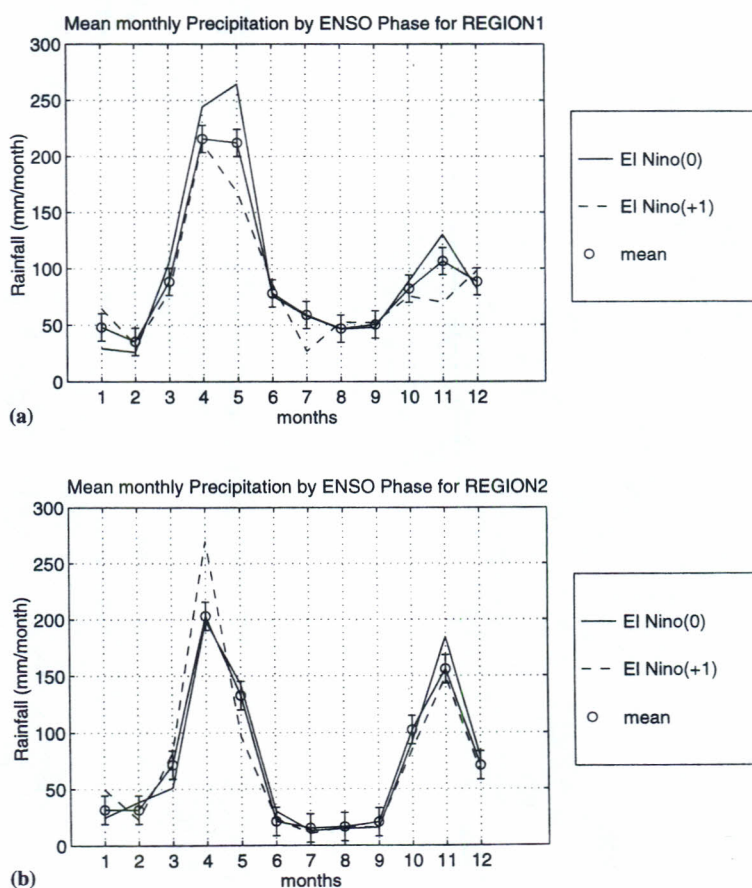 Mean monthly Precipitation by ENSO Phase for REGION1
300
250
200
150
100
50
0
Rainfall (mm/month)
1 2 3 4 5 6 7 8 9 10 11 12
months
(a)
El Nino(0)
El Nino(+1)
mean
Mean monthly Precipitation by ENSO Phase for REGION2
300
250
200
150
100
50
0
Rainfall (mm/month)
1 2 3 4 5 6 7 8 9 10 11 12
months
(b)
El Nino(0)
El Nino(+1)
mean